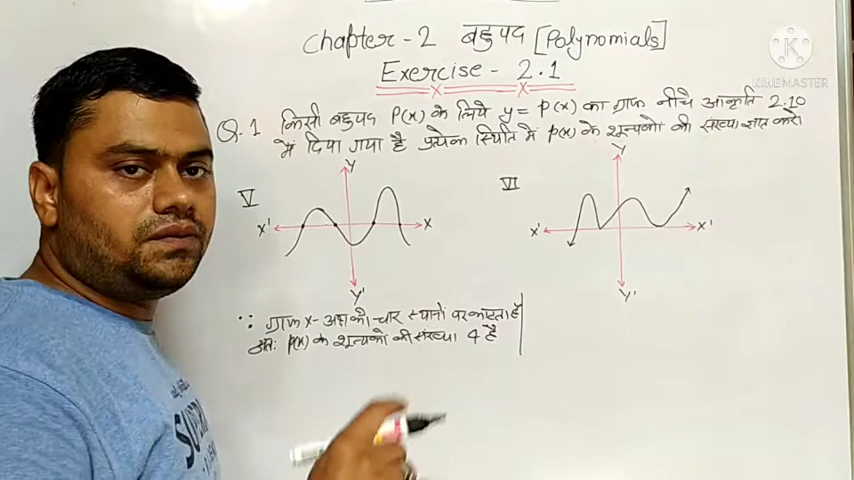 Chapter - 2 बहुपद [Polynomials]
Exercise - 2.1
Q.1 किसी बहुपद P(x) के लिये y = P(x) का ग्राफ नीचे आकृति 2.10
में दिया गया है प्रत्येक स्थिति में p(x) के शून्यकों की संख्या ज्ञात करो
V
Y
X' X
Y'
VI
Y
X' X'
Y'
∵ ग्राफ x- अक्ष को चार स्थानों पर काटता है
अतः p(x) के शून्यकों की संख्या 4 है
K
KINEMASTER